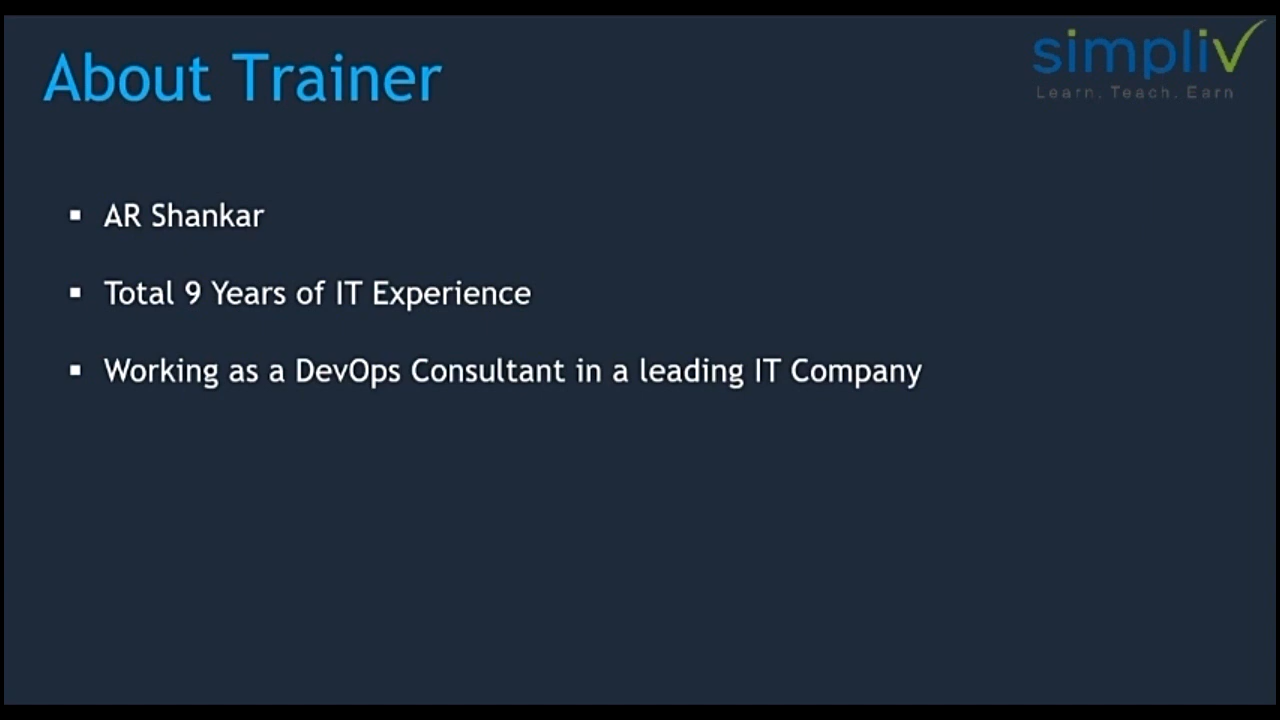 About Trainer
simpliv
Learn. Teach. Earn
AR Shankar
Total 9 Years of IT Experience
Working as a DevOps Consultant in a leading IT Company